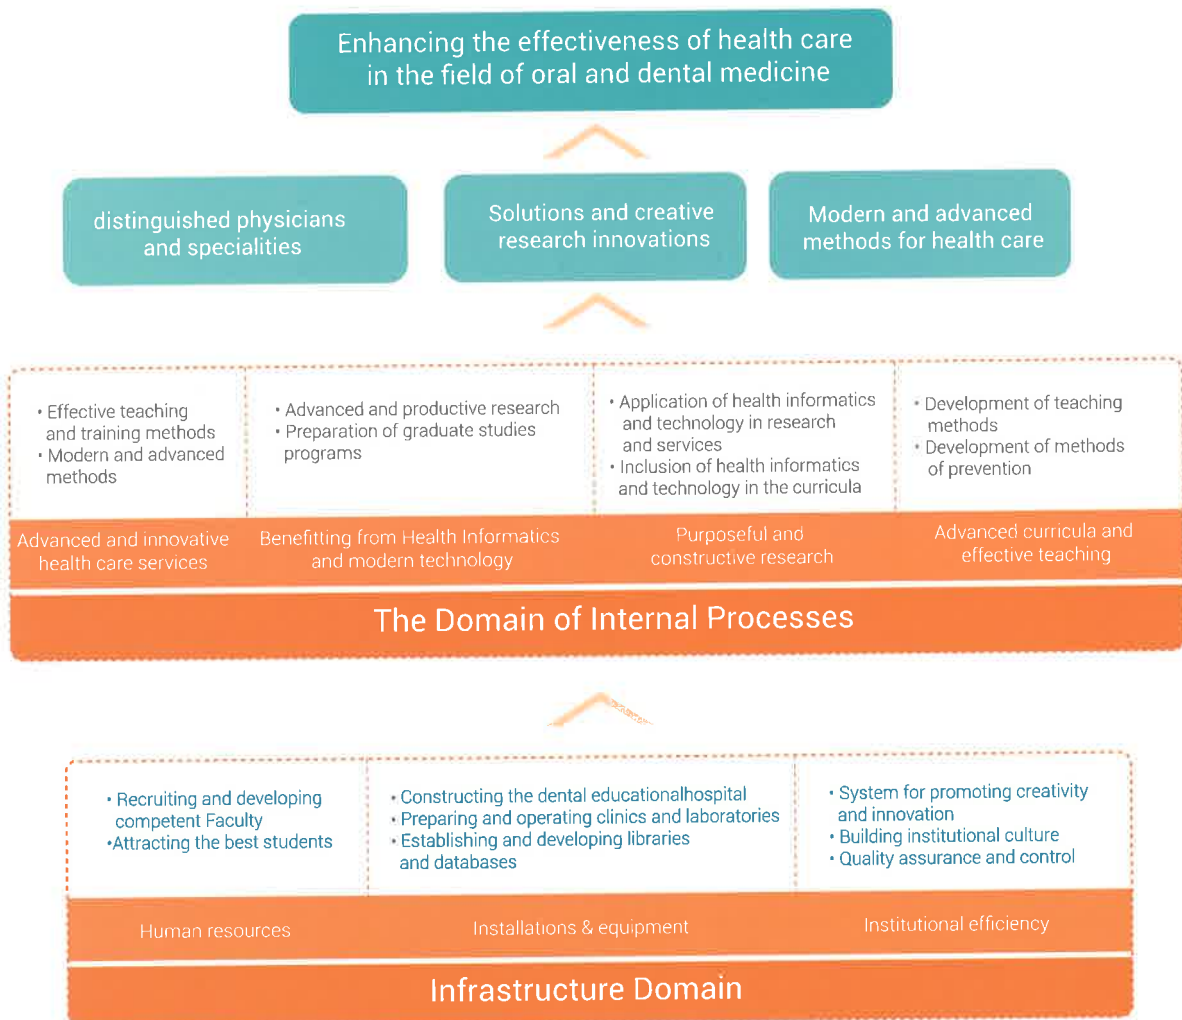 Enhancing the effectiveness of health care
in the field of oral and dental medicine
distinguished physicians
and specialities
Solutions and creative
research innovations
Modern and advanced
methods for health care
• Effective teaching
and training methods
• Modern and advanced
methods
• Advanced and productive research
• Preparation of graduate studies
programs
• Application of health informatics
and technology in research
and services
• Inclusion of health informatics
and technology in the curricula
• Development of teaching
methods
• Development of methods
of prevention
Advanced and innovative
health care services
Benefitting from Health Informatics
and modern technology
Purposeful and
constructive research
Advanced curricula and
effective teaching
The Domain of Internal Processes
• Recruiting and developing
competent Faculty
•Attracting the best students
• Constructing the dental educationalhospital
• Preparing and operating clinics and laboratories
• Establishing and developing libraries
and databases
• System for promoting creativity
and innovation
• Building institutional culture
• Quality assurance and control
Human resources
Installations & equipment
Institutional efficiency
Infrastructure Domain